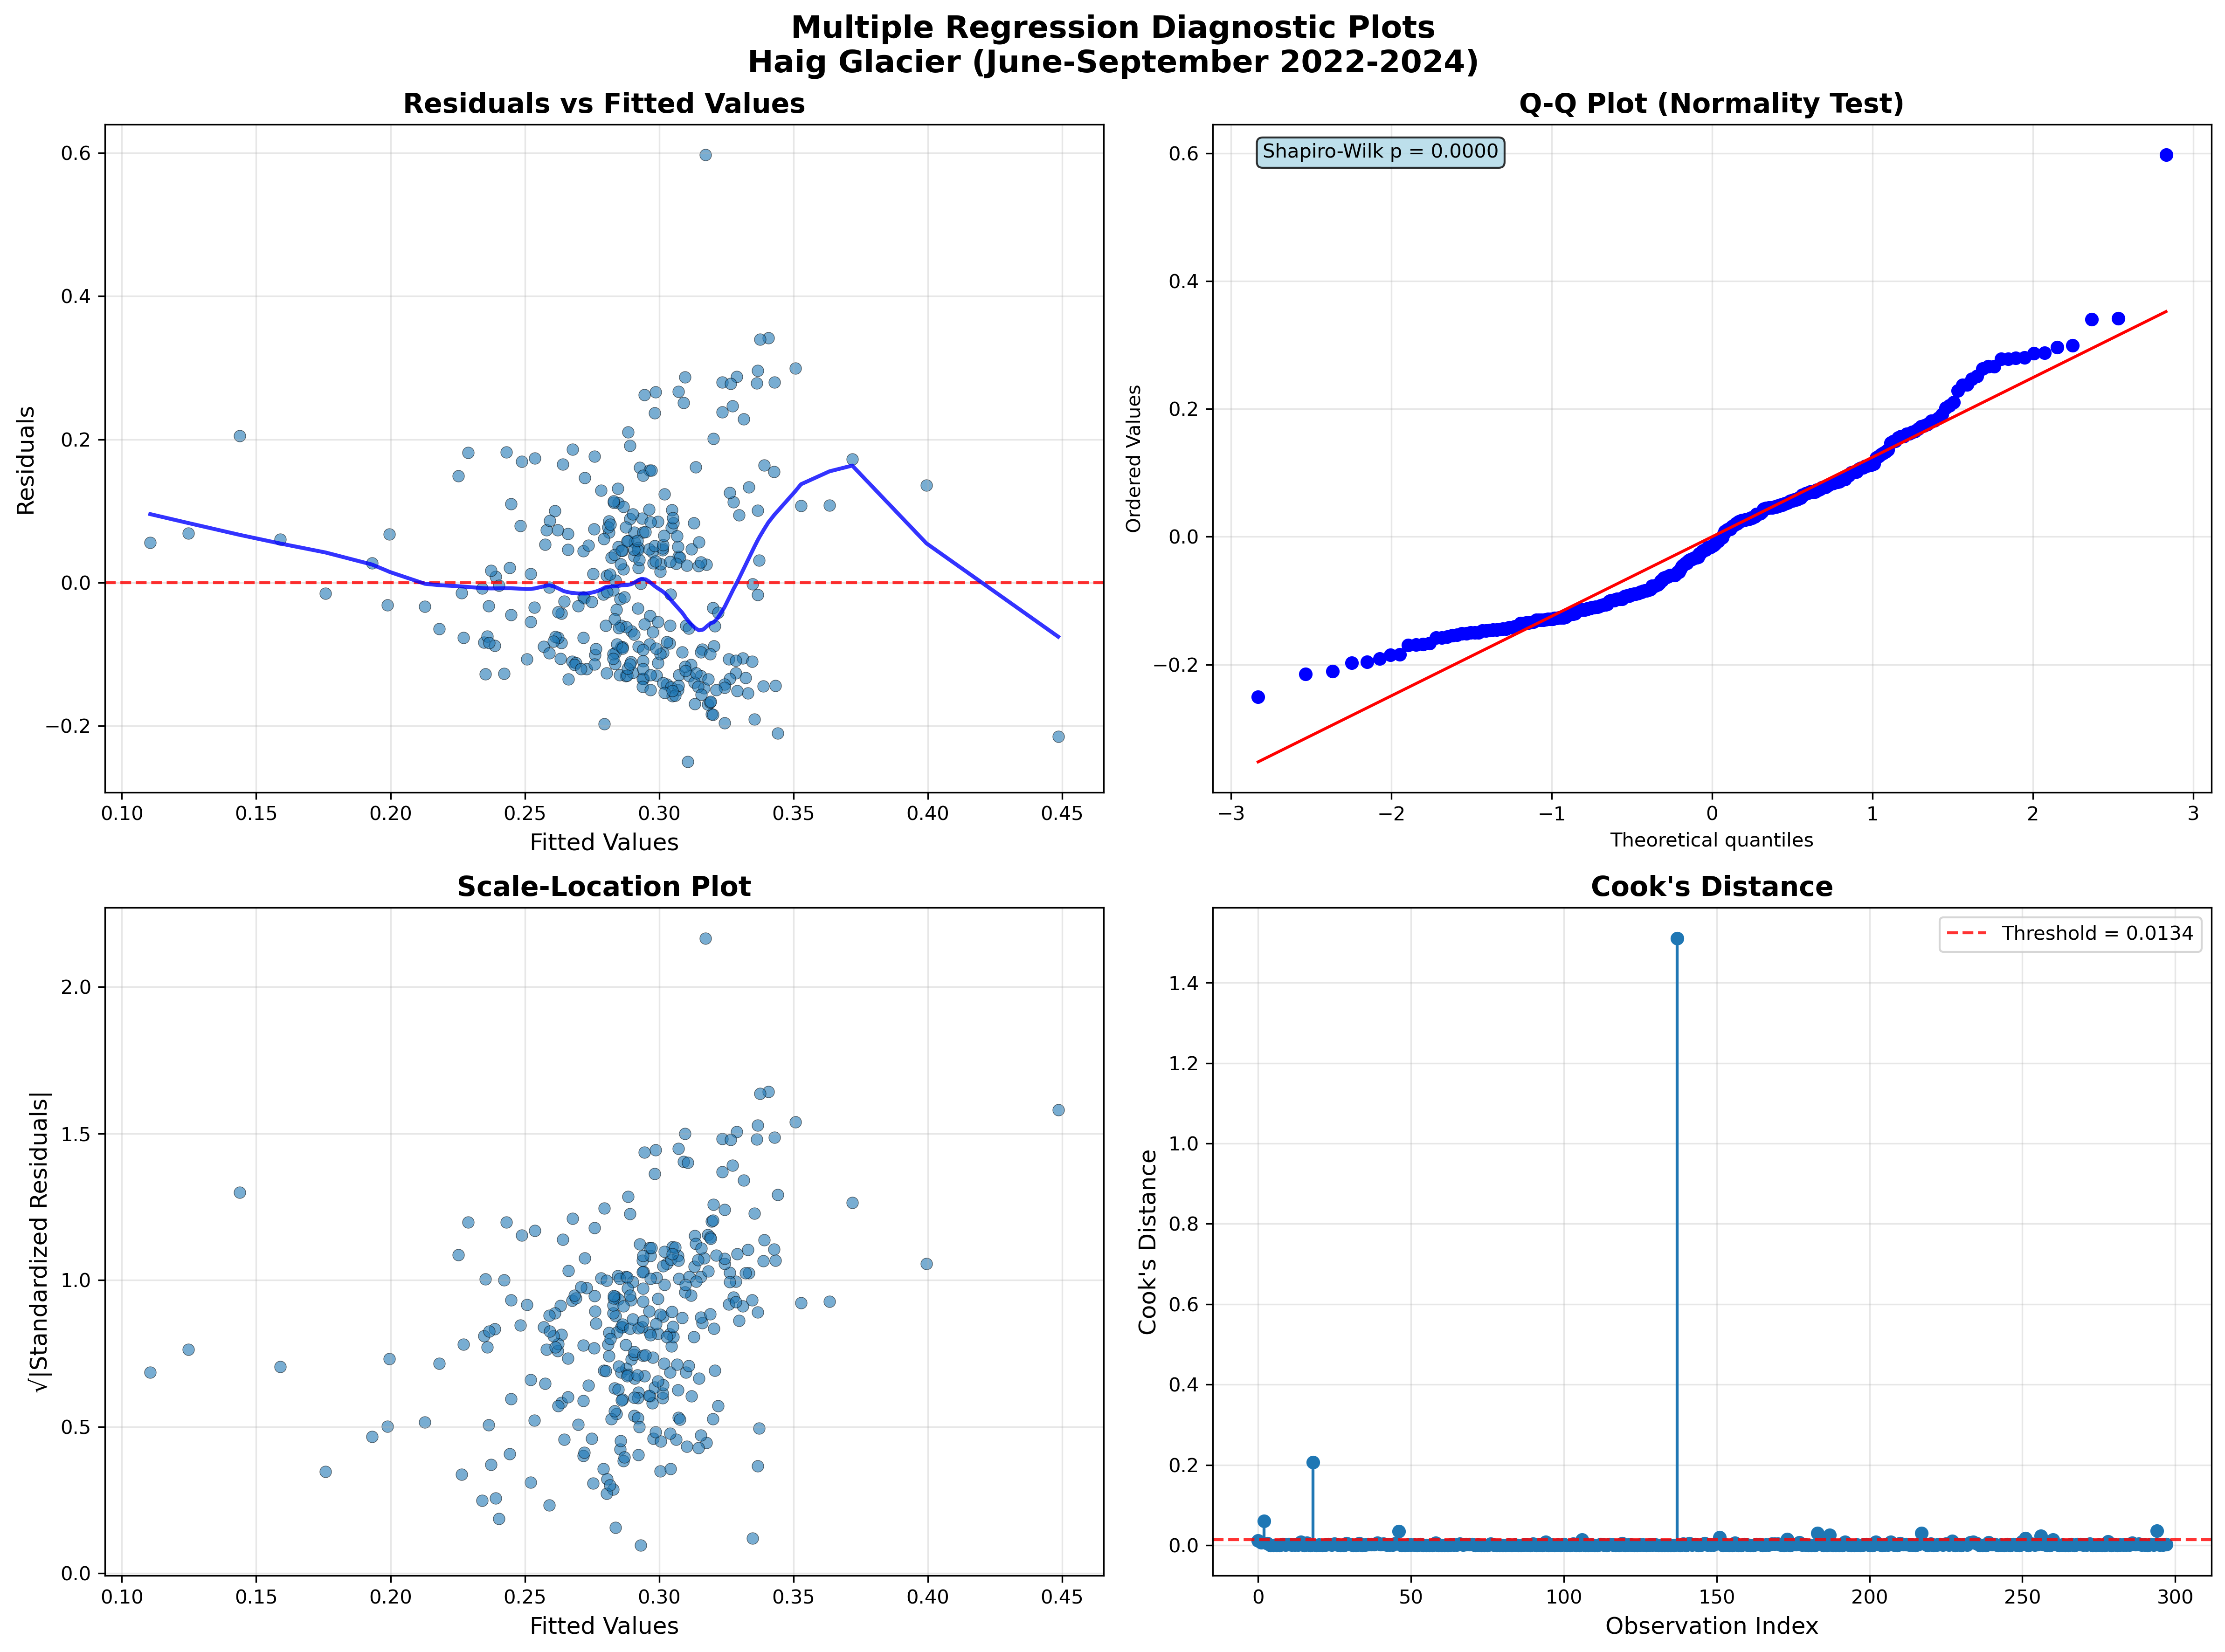 Multiple Regression Diagnostic Plots
Haig Glacier (June-September 2022-2024)
Residuals vs Fitted Values
0.6
0.4
0.2
0.0
−0.2
Residuals
0.10 0.15 0.20 0.25 0.30 0.35 0.40 0.45
Fitted Values
Q-Q Plot (Normality Test)
Shapiro-Wilk p = 0.0000
0.6
0.4
0.2
0.0
−0.2
Ordered Values
−3 −2 −1 0 1 2 3
Theoretical quantiles
Scale-Location Plot
2.0
1.5
1.0
0.5
0.0
√|Standardized Residuals|
0.10 0.15 0.20 0.25 0.30 0.35 0.40 0.45
Fitted Values
Cook's Distance
Threshold = 0.0134
1.4
1.2
1.0
0.8
0.6
0.4
0.2
0.0
Cook's Distance
0 50 100 150 200 250 300
Observation Index